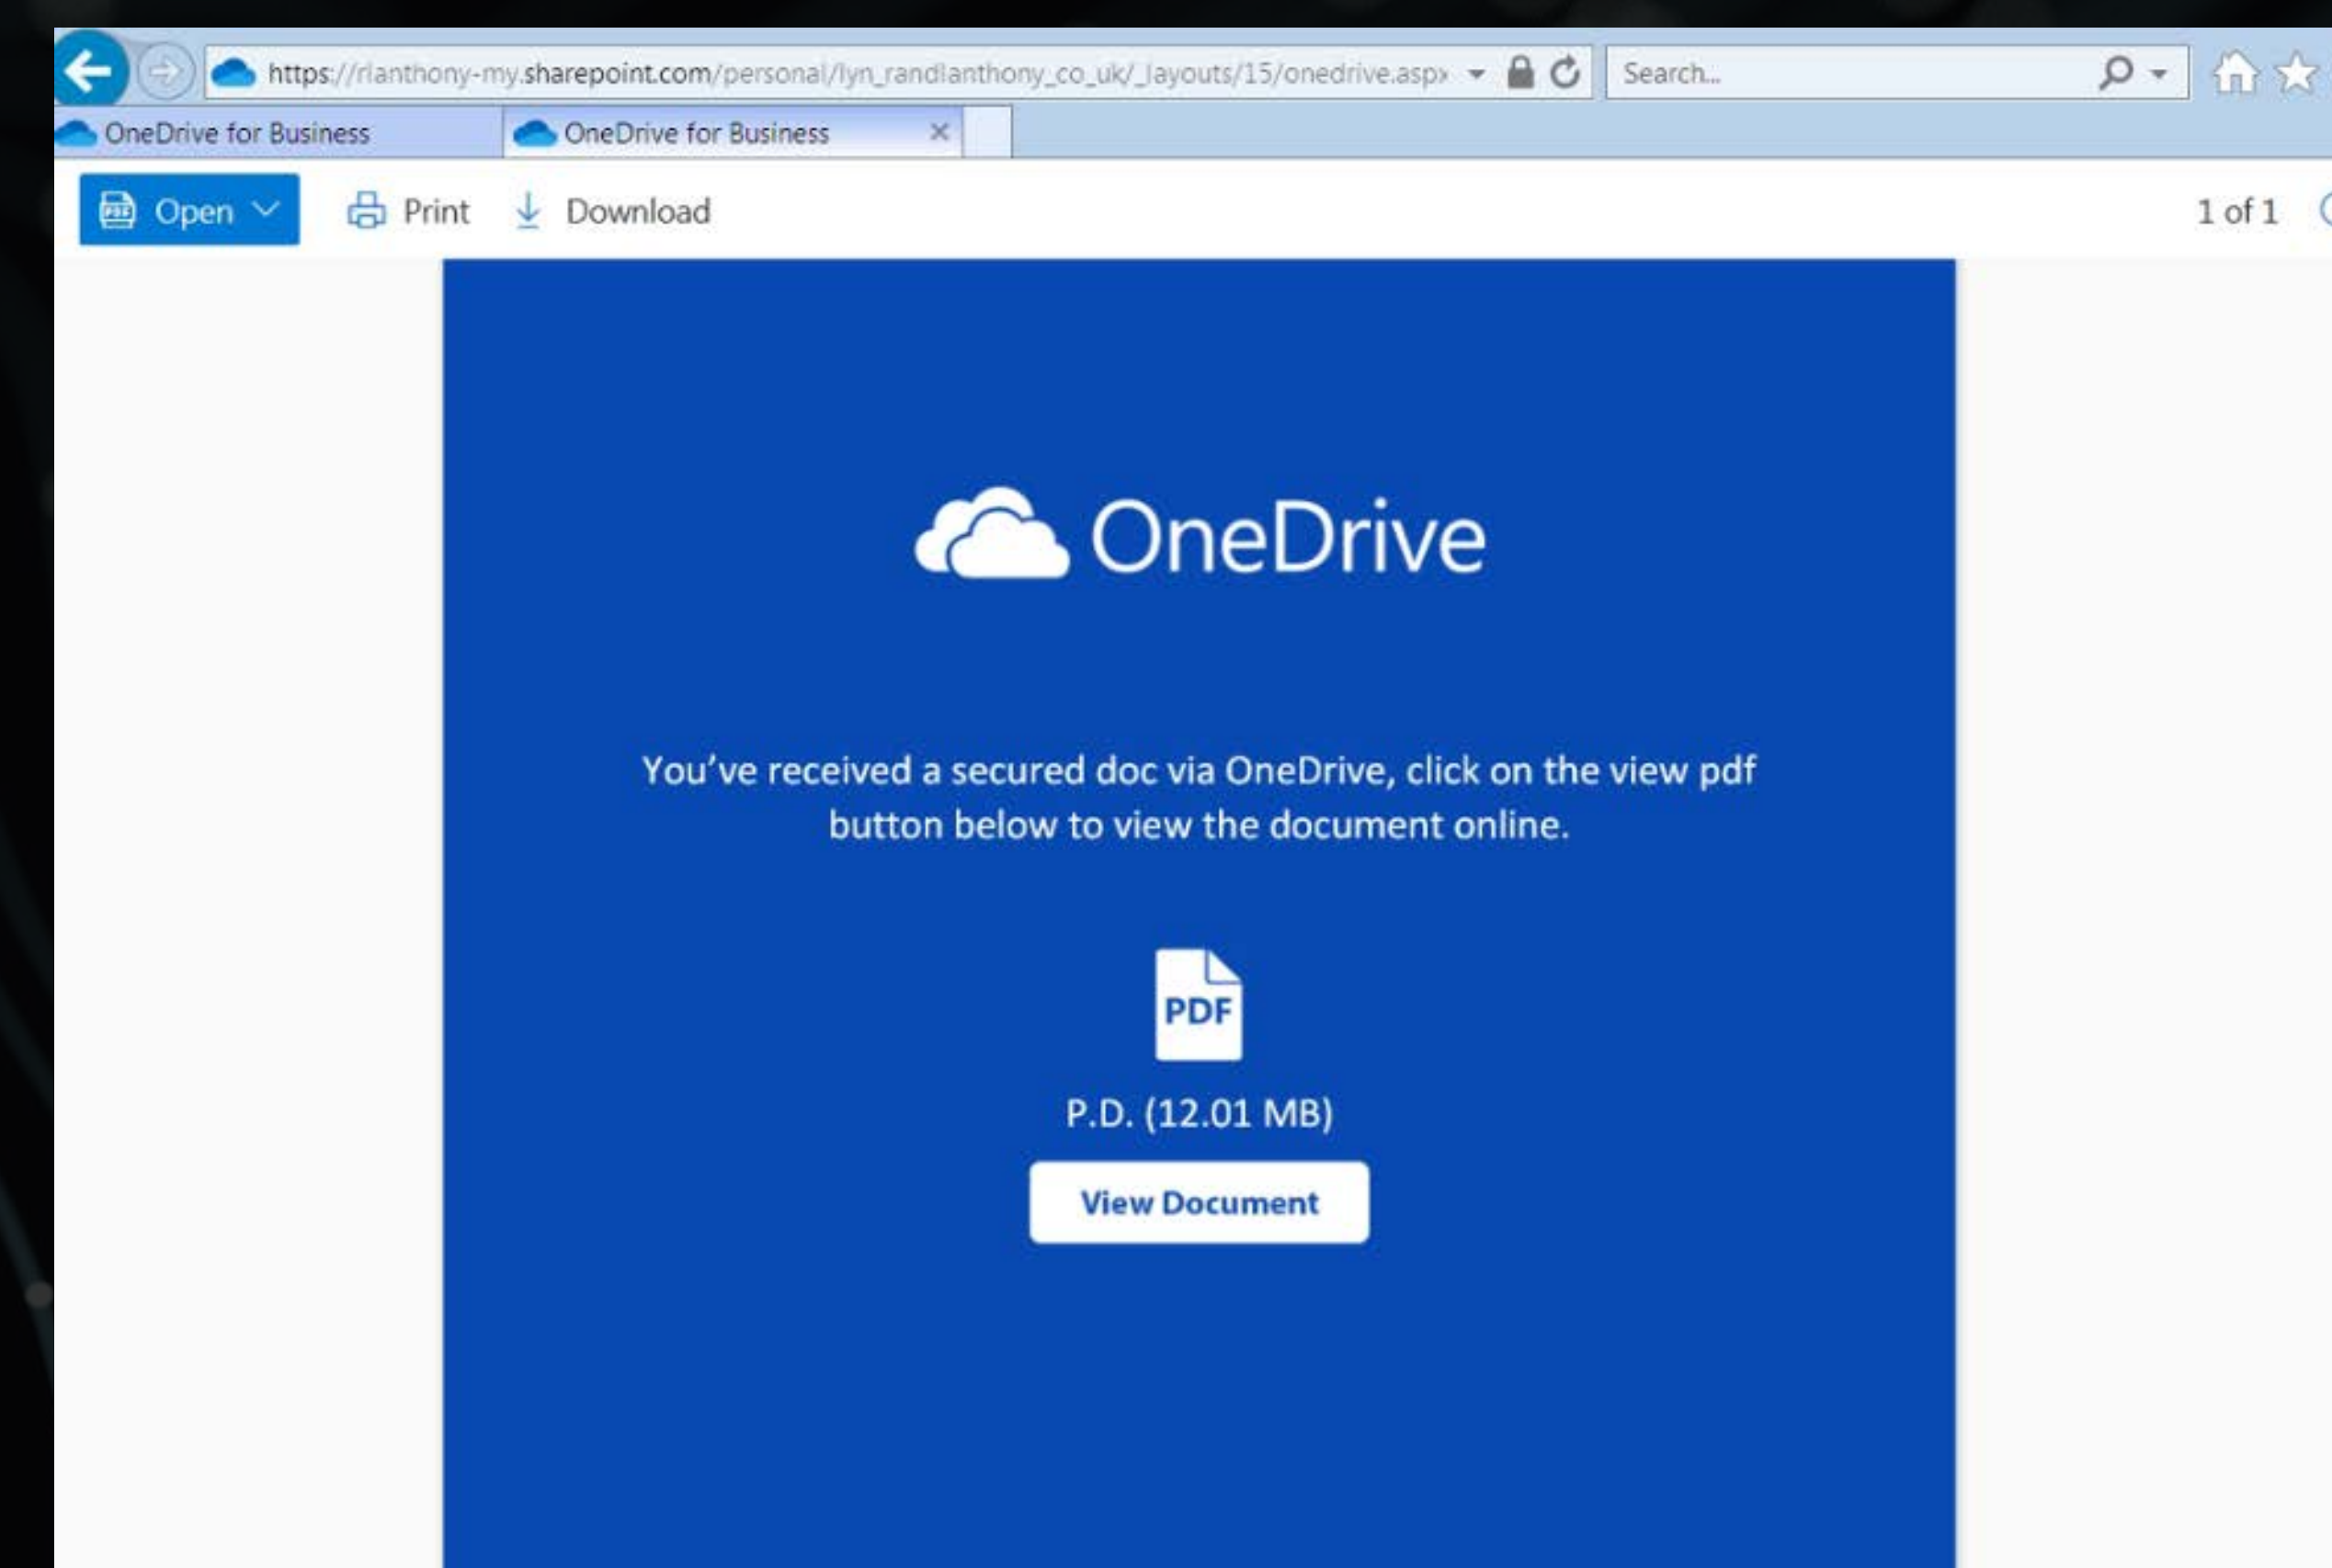 https://rlanthony-my.sharepoint.com/personal/lyn_randlanthony_co_uk/_layouts/15/onedrive.aspx
Search...
OneDrive for Business
OneDrive for Business
Open
Print
Download
1 of 1
OneDrive
You've received a secured doc via OneDrive, click on the view pdf
button below to view the document online.
PDF
P.D. (12.01 MB)
View Document